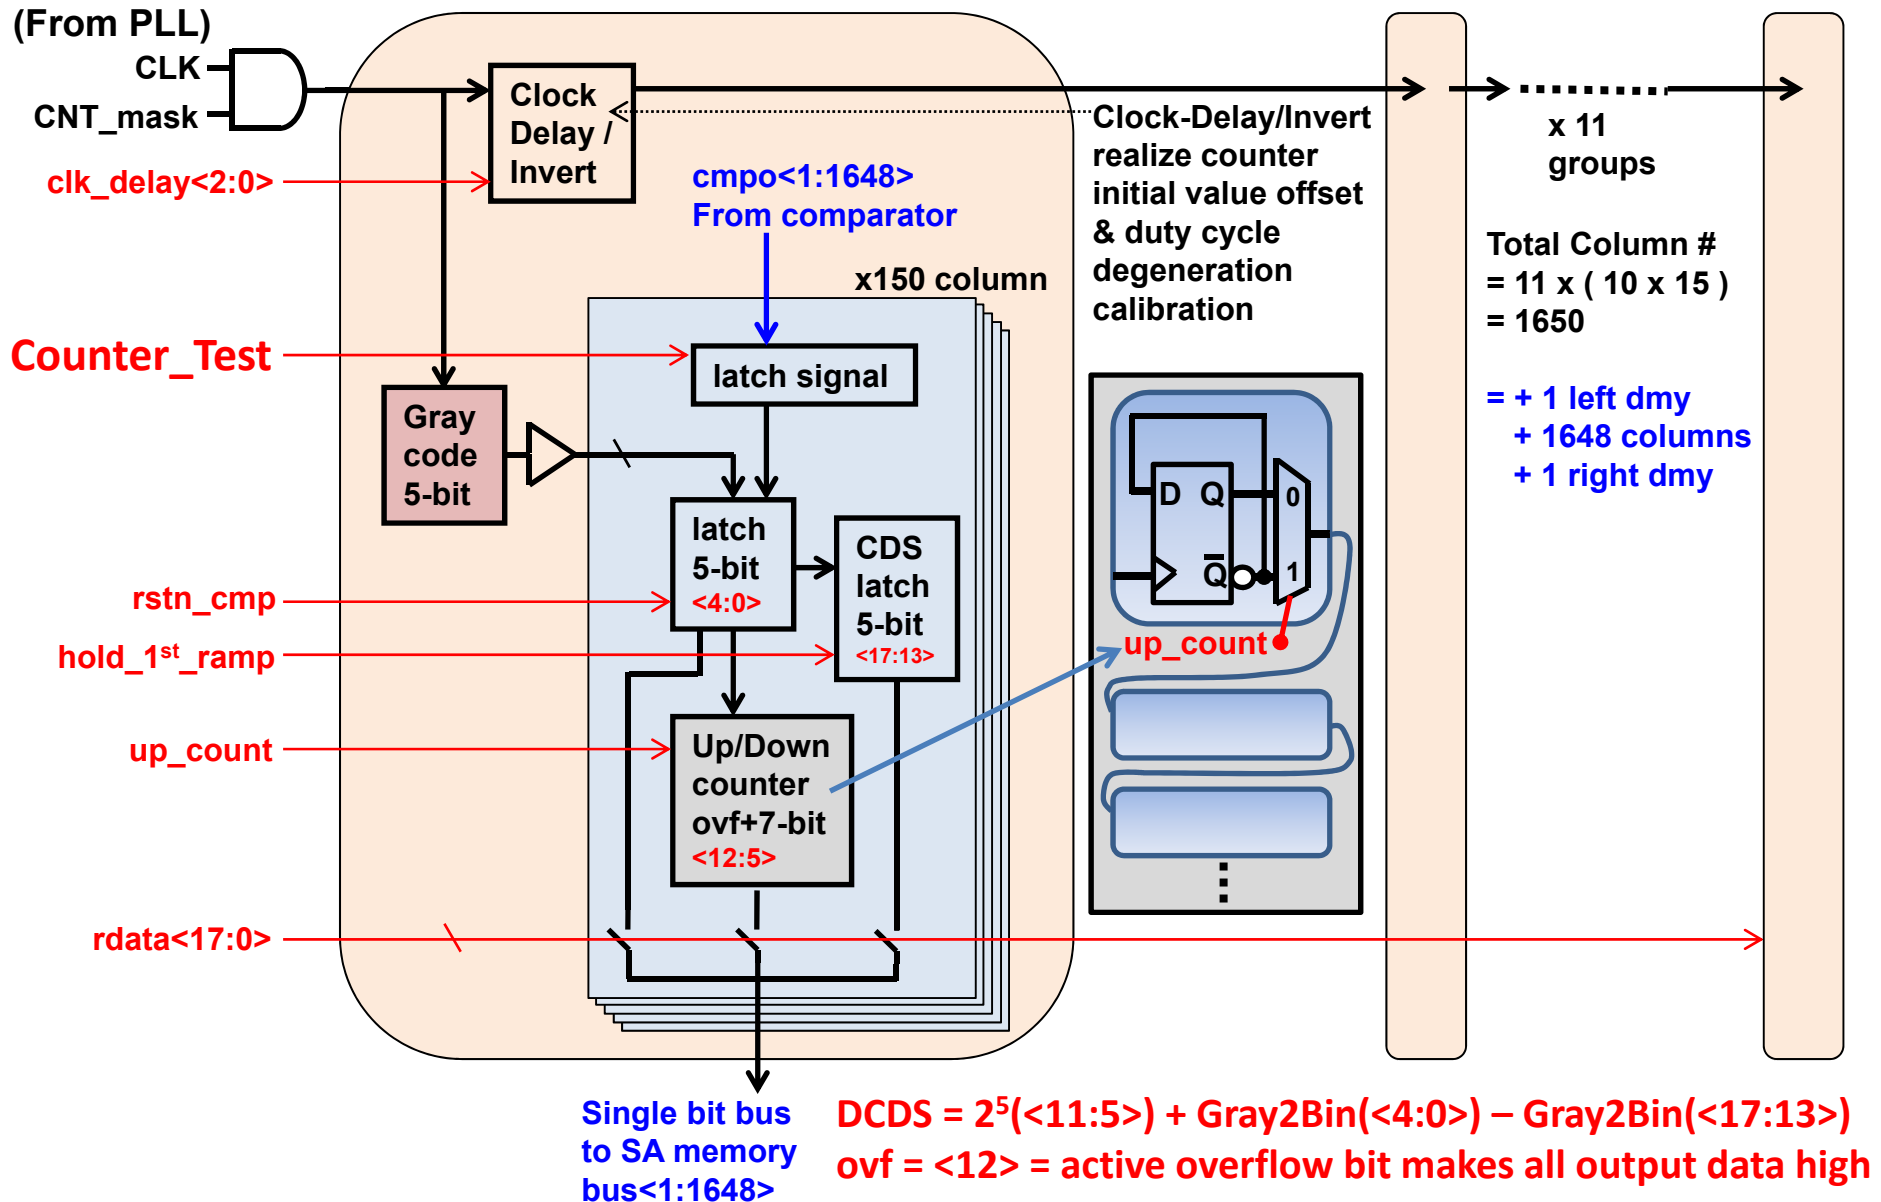 (From PLL)
CLK
CNT_mask
clk_delay<2:0>
Clock
Delay /
Invert
cmpo<1:1648>
From comparator
x150 column
Clock-Delay/Invert
realize counter
initial value offset
& duty cycle
degeneration
calibration
x 11
groups
Total Column #
= 11 x ( 10 x 15 )
= 1650
= + 1 left dmy
+ 1648 columns
+ 1 right dmy
Counter_Test
latch signal
Gray
code
5-bit
latch
5-bit
<4:0>
CDS
latch
5-bit
<17:13>
rstn_cmp
hold_1st_ramp
up_count
Up/Down
counter
ovf+7-bit
<12:5>
D Q
Q̅
0
1
up_count
rdata<17:0>
Single bit bus
to SA memory
bus<1:1648>
DCDS = 2⁵(<11:5>) + Gray2Bin(<4:0>) – Gray2Bin(<17:13>)
ovf = <12> = active overflow bit makes all output data high